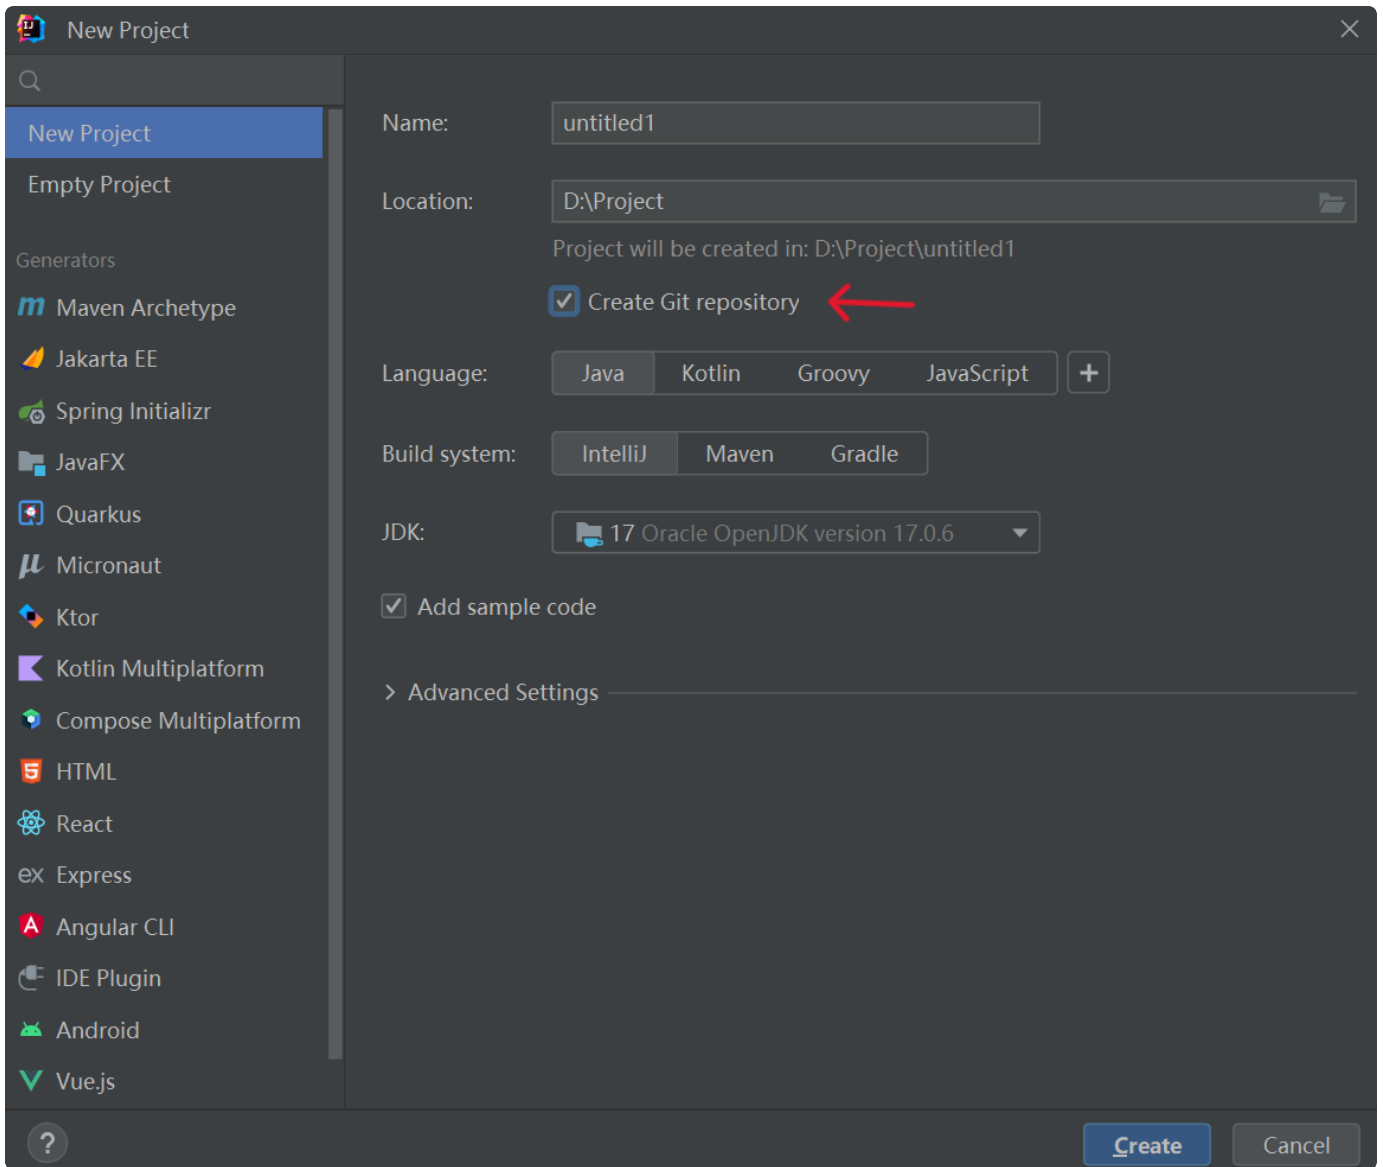 New Project
New Project
Empty Project
Generators
Maven Archetype
Jakarta EE
Spring Initializr
JavaFX
Quarkus
Micronaut
Ktor
Kotlin Multiplatform
Compose Multiplatform
HTML
React
ex Express
Angular CLI
IDE Plugin
Android
Vue.js
Name: untitled1
Location: D:\Project
Project will be created in: D:\Project\untitled1
Create Git repository
Language: Java Kotlin Groovy JavaScript +
Build system: IntelliJ Maven Gradle
JDK: 17 Oracle OpenJDK version 17.0.6
Add sample code
Advanced Settings
? Create Cancel